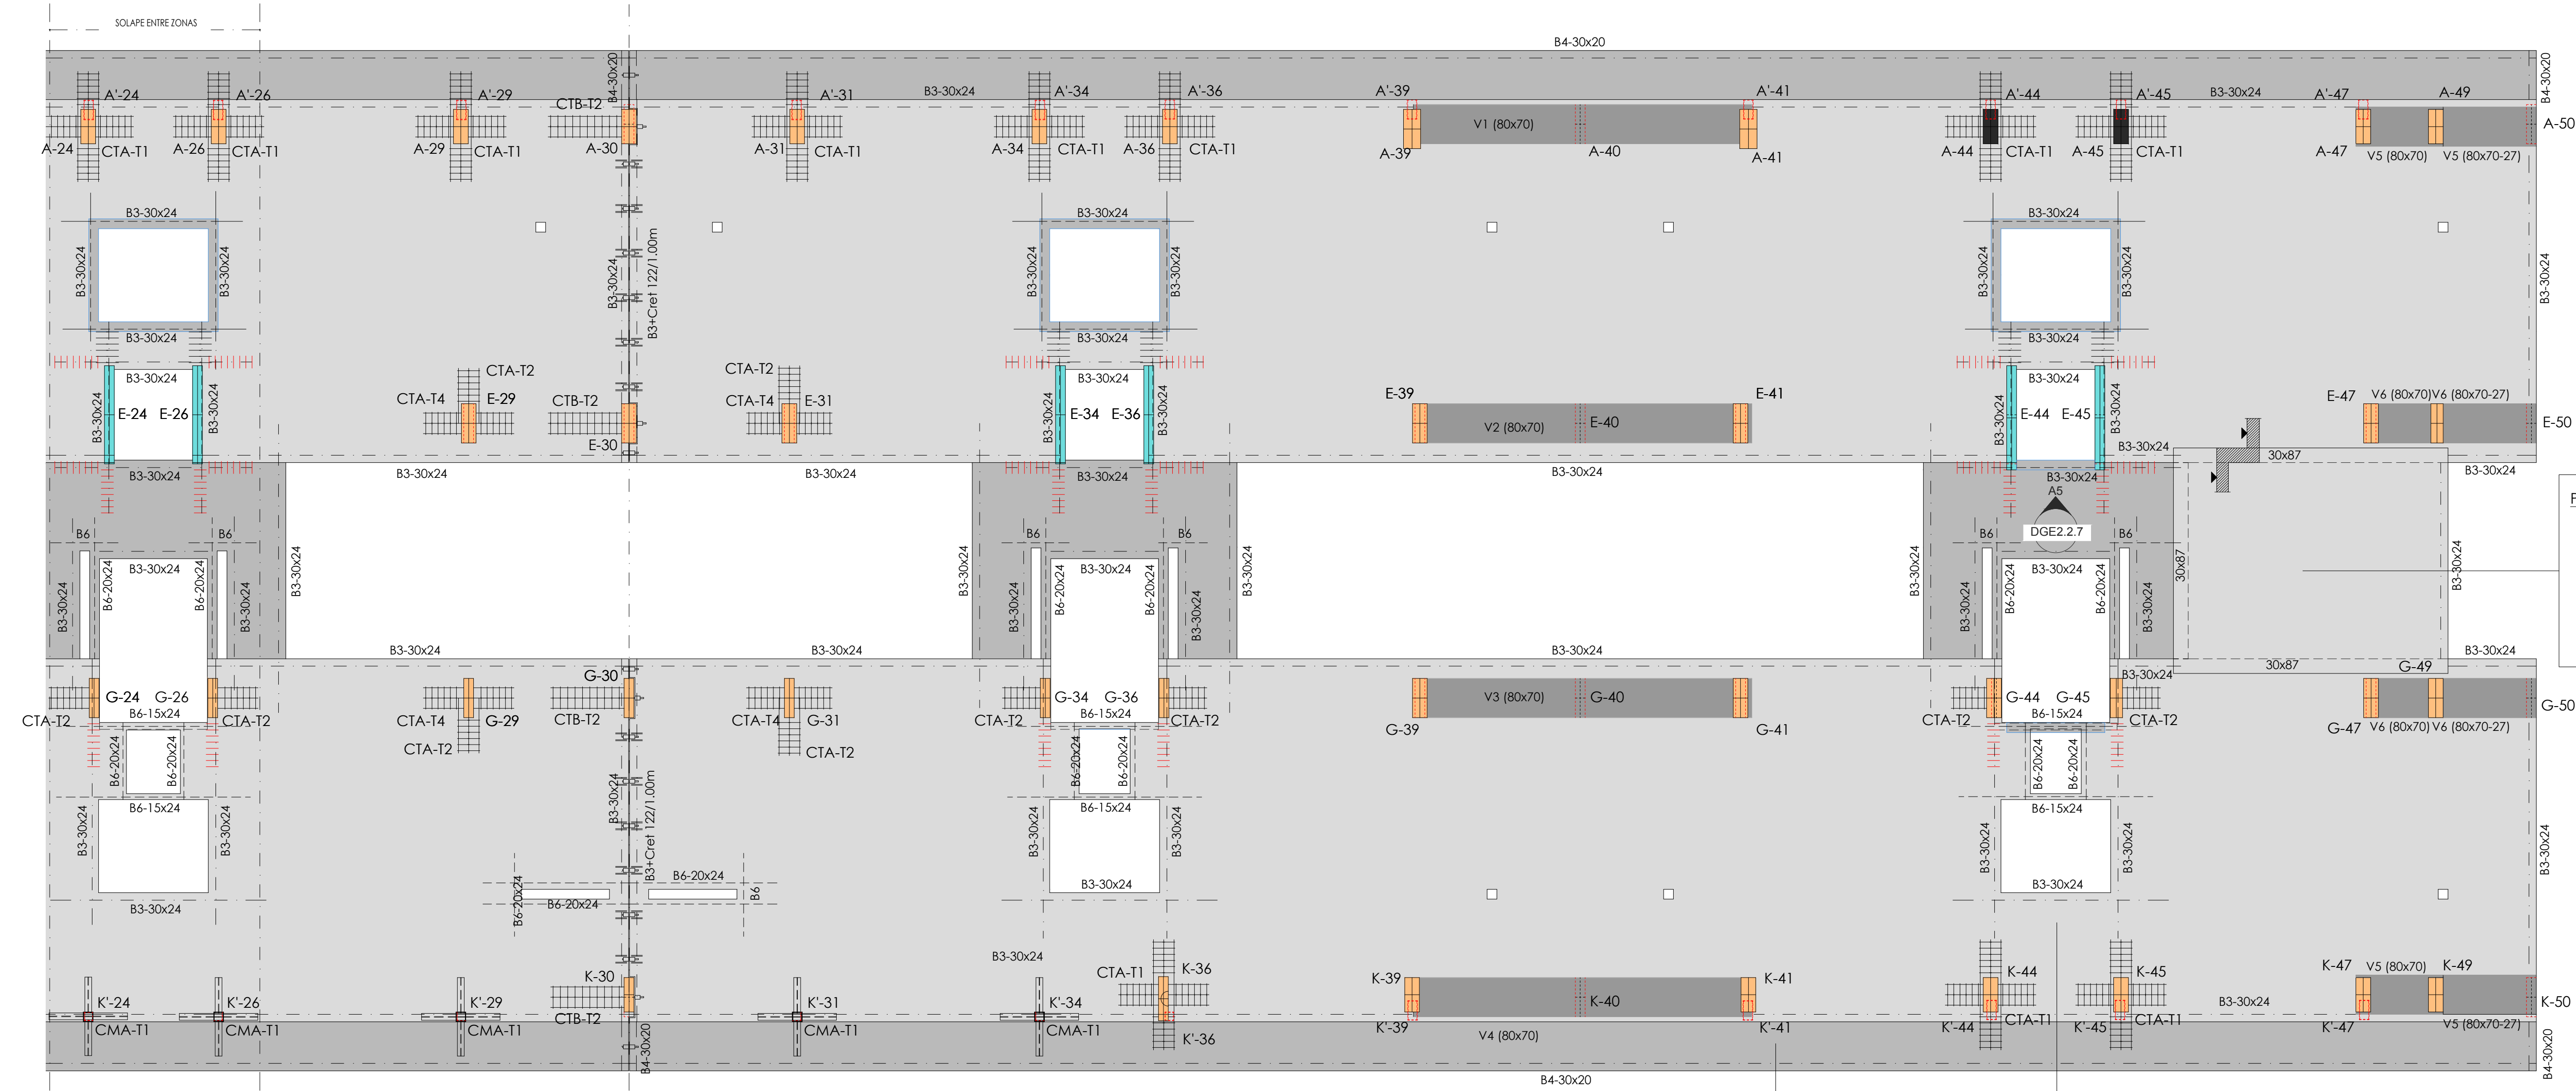 SOLAPE ENTRE ZONAS
B4-30x20
B4-30x20
B4-30x20
A'-24
A'-26
A'-29
CTB-T2
A'-31
B3-30x24
A'-34
A'-36
A'-39
A'-41
A'-44
A'-45
B3-30x24
A'-47
A-49
V1 (80x70)
A-50
A-24
CTA-T1
A-26
CTA-T1
A-29
CTA-T1
A-30
A-31
CTA-T1
A-34
CTA-T1
A-36
CTA-T1
A-39
A-40
A-41
A-44
CTA-T1
A-45
CTA-T1
A-47
V5 (80x70)
V5 (80x70-27)
B3-30x24
B3-30x24
B3-30x24
B3-30x24
B3-30x24
B3-30x24
B3+Cret 122/1.00m
B3-30x24
B3-30x24
B3-30x24
B3-30x24
B3-30x24
B3-30x24
B3-30x24
B3-30x24
B3-30x24
B3-30x24
B3-30x24
B3-30x24
CTA-T2
CTA-T2
CTA-T4
E-29
CTB-T2
CTA-T4
E-31
E-39
E-41
E-47
V6 (80x70)
V6 (80x70-27)
B3-30x24
E-24
E-26
B3-30x24
E-30
B3-30x24
E-34
E-36
B3-30x24
V2 (80x70)
E-40
B3-30x24
E-44
E-45
B3-30x24
E-50
B3-30x24
30x87
B3-30x24
B3-30x24
B3-30x24
B3-30x24
B3-30x24
B3-30x24
B3-30x24
A5
DGE2.2.7
F
B6
B6
B6
B6
B6
B6
B3-30x24
B3-30x24
B3-30x24
B3-30x24
B6-20x24
B6-20x24
B3-30x24
B3-30x24
B3-30x24
B3-30x24
B6-20x24
B6-20x24
B3-30x24
B3-30x24
B3-30x24
B3-30x24
B6-20x24
B6-20x24
B3-30x24
30x87
B3-30x24
B3-30x24
B3-30x24
B3-30x24
B3-30x24
30x87
G-49
B3-30x24
G-24
G-26
B6-15x24
CTA-T2
CTA-T2
CTA-T4
G-29
CTA-T2
G-30
CTB-T2
CTA-T4
G-31
CTA-T2
G-34
G-36
B6-15x24
CTA-T2
CTA-T2
V3 (80x70)
G-40
G-39
G-41
G-44
G-45
B6-15x24
CTA-T2
CTA-T2
G-47
V6 (80x70)
V6 (80x70-27)
G-50
B6-20x24
B6-20x24
B6-20x24
B6-20x24
B6-20x24
B6-20x24
B3-30x24
B3+Cret 122/1.00m
B6-15x24
B6-15x24
B6-15x24
B3-30x24
B3-30x24
B3-30x24
B3-30x24
B3-30x24
B3-30x24
B3-30x24
B3-30x24
B6-20x24
B6-20x24
B6-20x24
B6
B3-30x24
B3-30x24
B3-30x24
CTA-T1
K-36
K-30
K-39
K-41
K-44
K-45
K-47
V5 (80x70)
K-49
K'-24
K'-26
K'-29
K'-31
K'-34
K-40
B3-30x24
K-50
CMA-T1
CMA-T1
CMA-T1
CTB-T2
CMA-T1
CMA-T1
K'-36
K'-39
V4 (80x70)
K'-41
K'-44
CTA-T1
K'-45
CTA-T1
K'-47
V5 (80x70-27)
B4-30x20
B4-30x20
B4-30x20